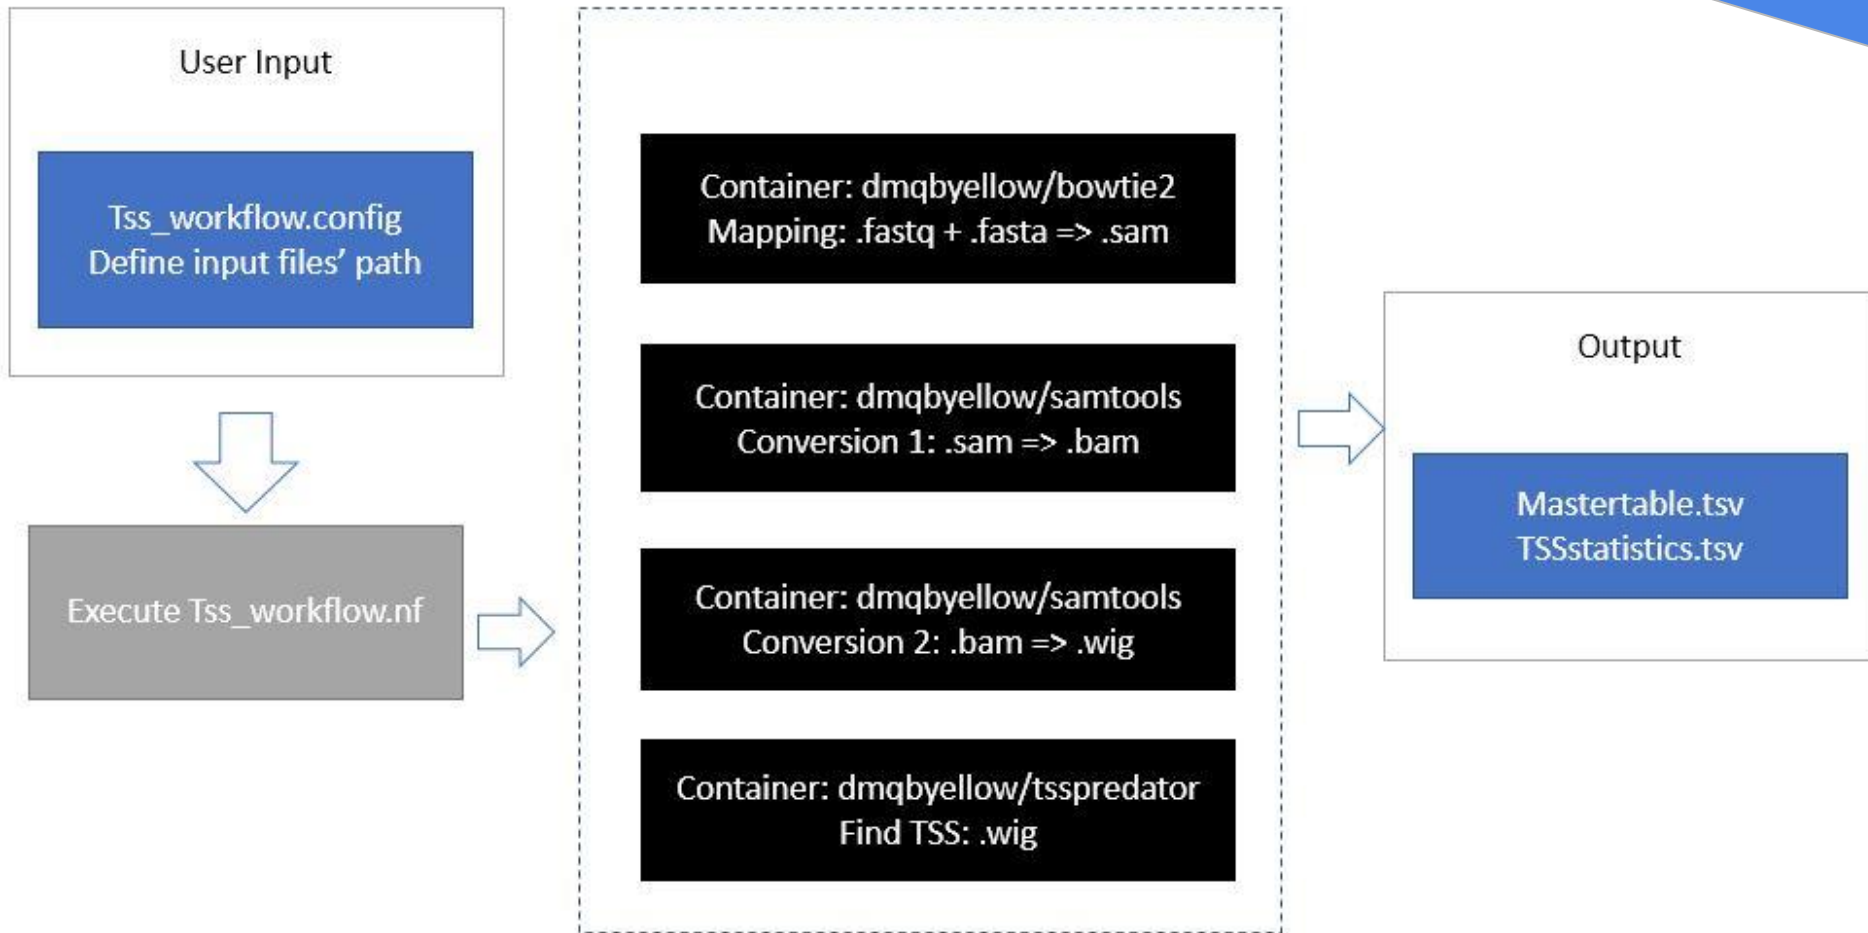 User Input
Tss_workflow.config
Define input files’ path
Execute Tss_workflow.nf
Container: dmqbyellow/bowtie2
Mapping: .fastq + .fasta => .sam
Container: dmqbyellow/samtools
Conversion 1: .sam => .bam
Container: dmqbyellow/samtools
Conversion 2: .bam => .wig
Container: dmqbyellow/tsspredator
Find TSS: .wig
Output
Mastertable.tsv
TSSstatistics.tsv